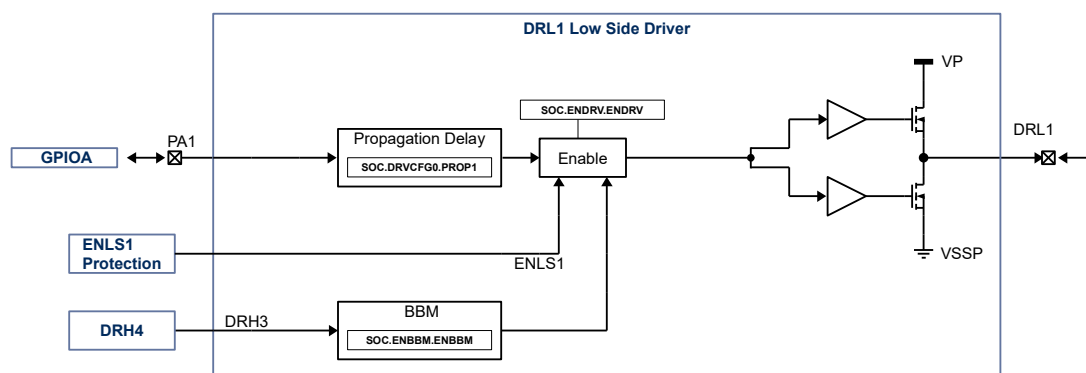 DRL1 Low Side Driver
VP
SOC.ENDRV.ENDRV
PA1
Propagation Delay
DRL1
GPIOA
SOC.DRVCFG0.PROP1
Enable
ENLS1
Protection
ENLS1
VSSP
BBM
DRH4
DRH3
SOC.ENBBM.ENBBM